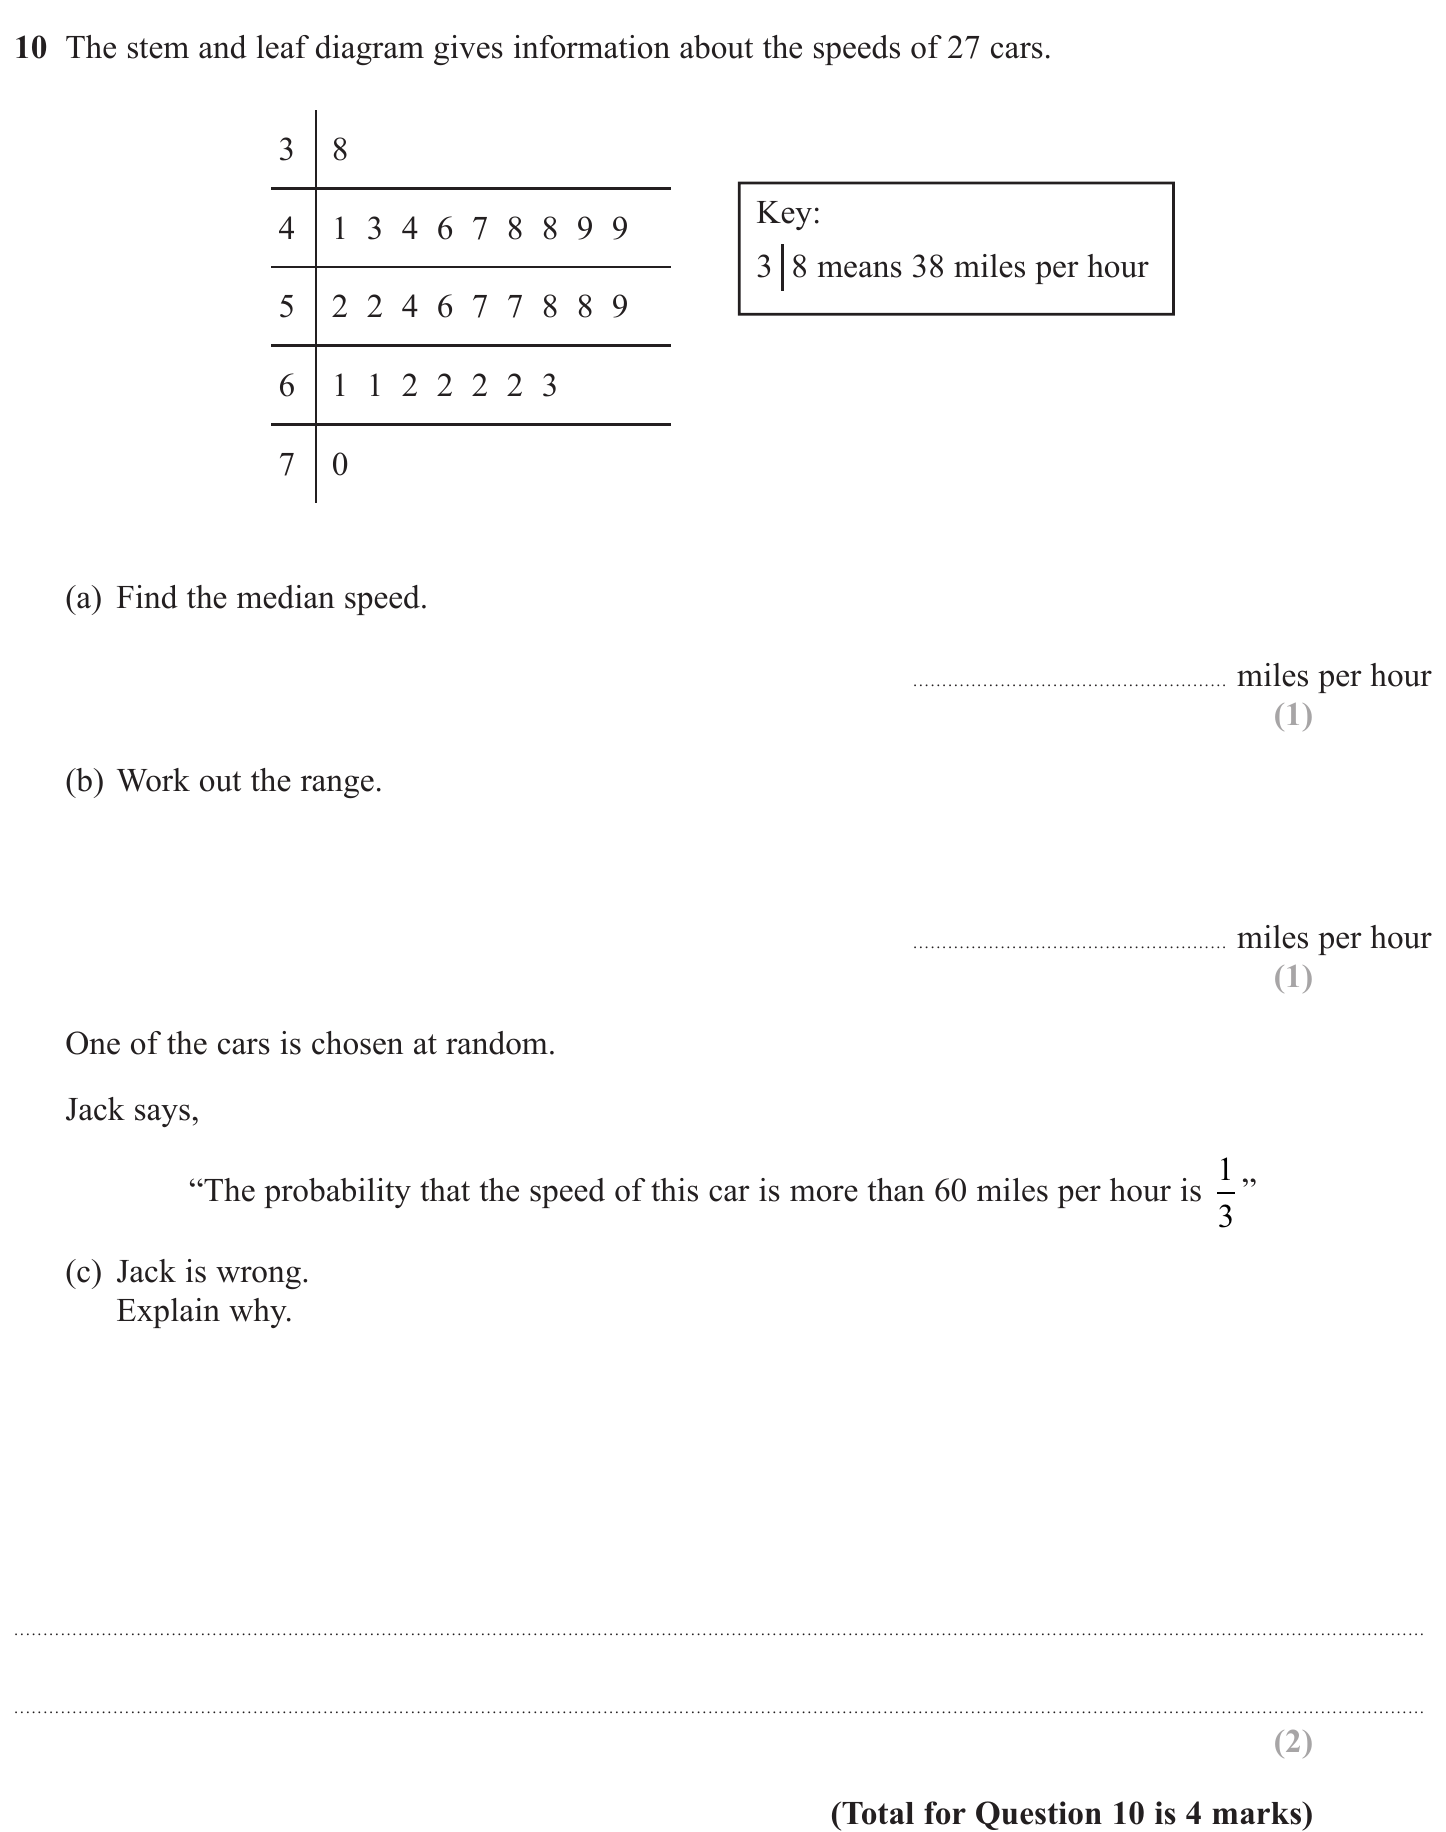 10 The stem and leaf diagram gives information about the speeds of 27 cars.
3 | 8
4 | 1 3 4 6 7 8 8 9 9
5 | 2 2 4 6 7 7 8 8 9
6 | 1 1 2 2 2 2 3
7 | 0
Key:
3 | 8 means 38 miles per hour
(a) Find the median speed.
miles per hour
(1)
(b) Work out the range.
miles per hour
(1)
One of the cars is chosen at random.
Jack says,
“The probability that the speed of this car is more than 60 miles per hour is 1/3”
(c) Jack is wrong.
Explain why.
(2)
(Total for Question 10 is 4 marks)